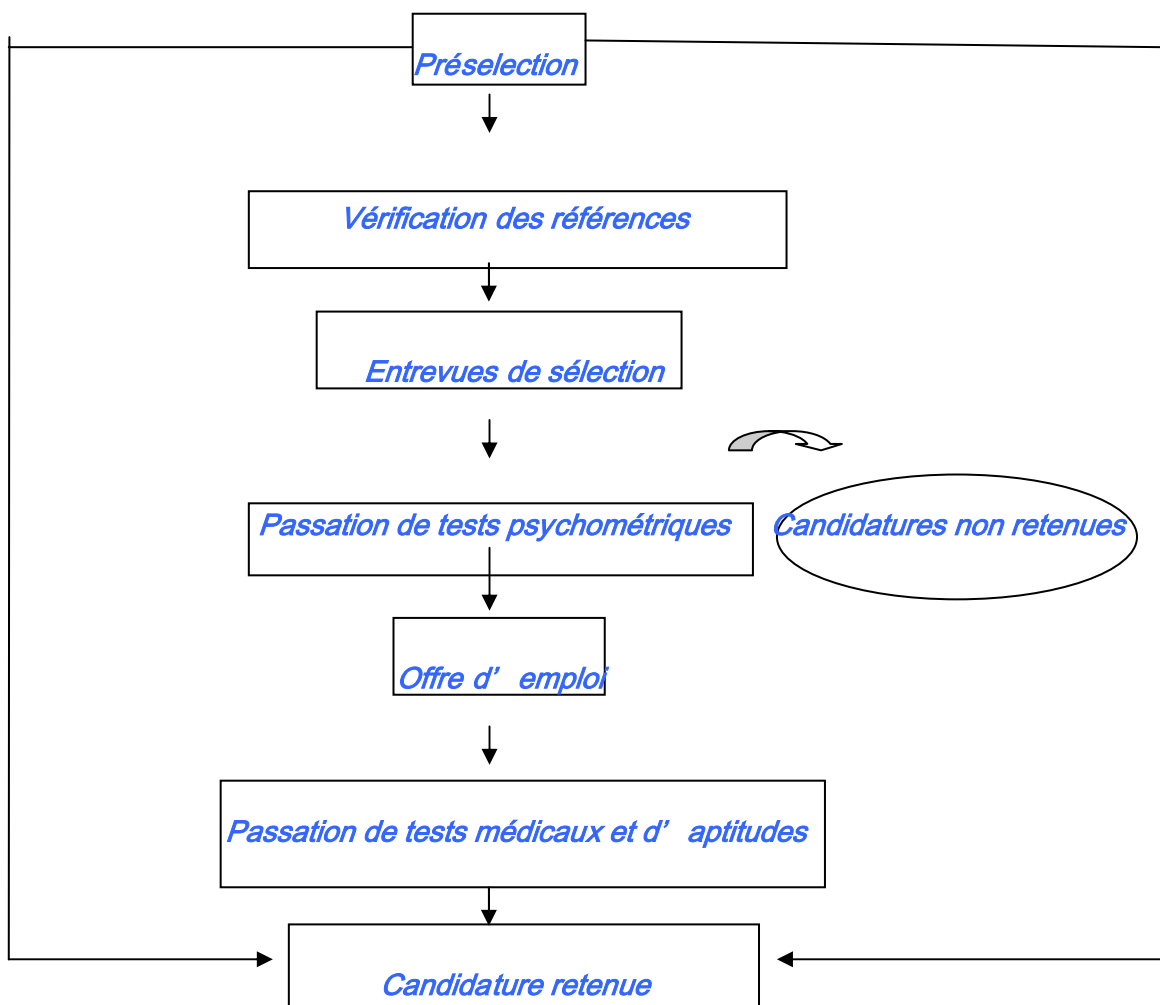 Préselection
Vérification des références
Entrevues de sélection
Passation de tests psychométriques
Candidatures non retenues
Offre d’ emploi
Passation de tests médicaux et d’ aptitudes
Candidature retenue